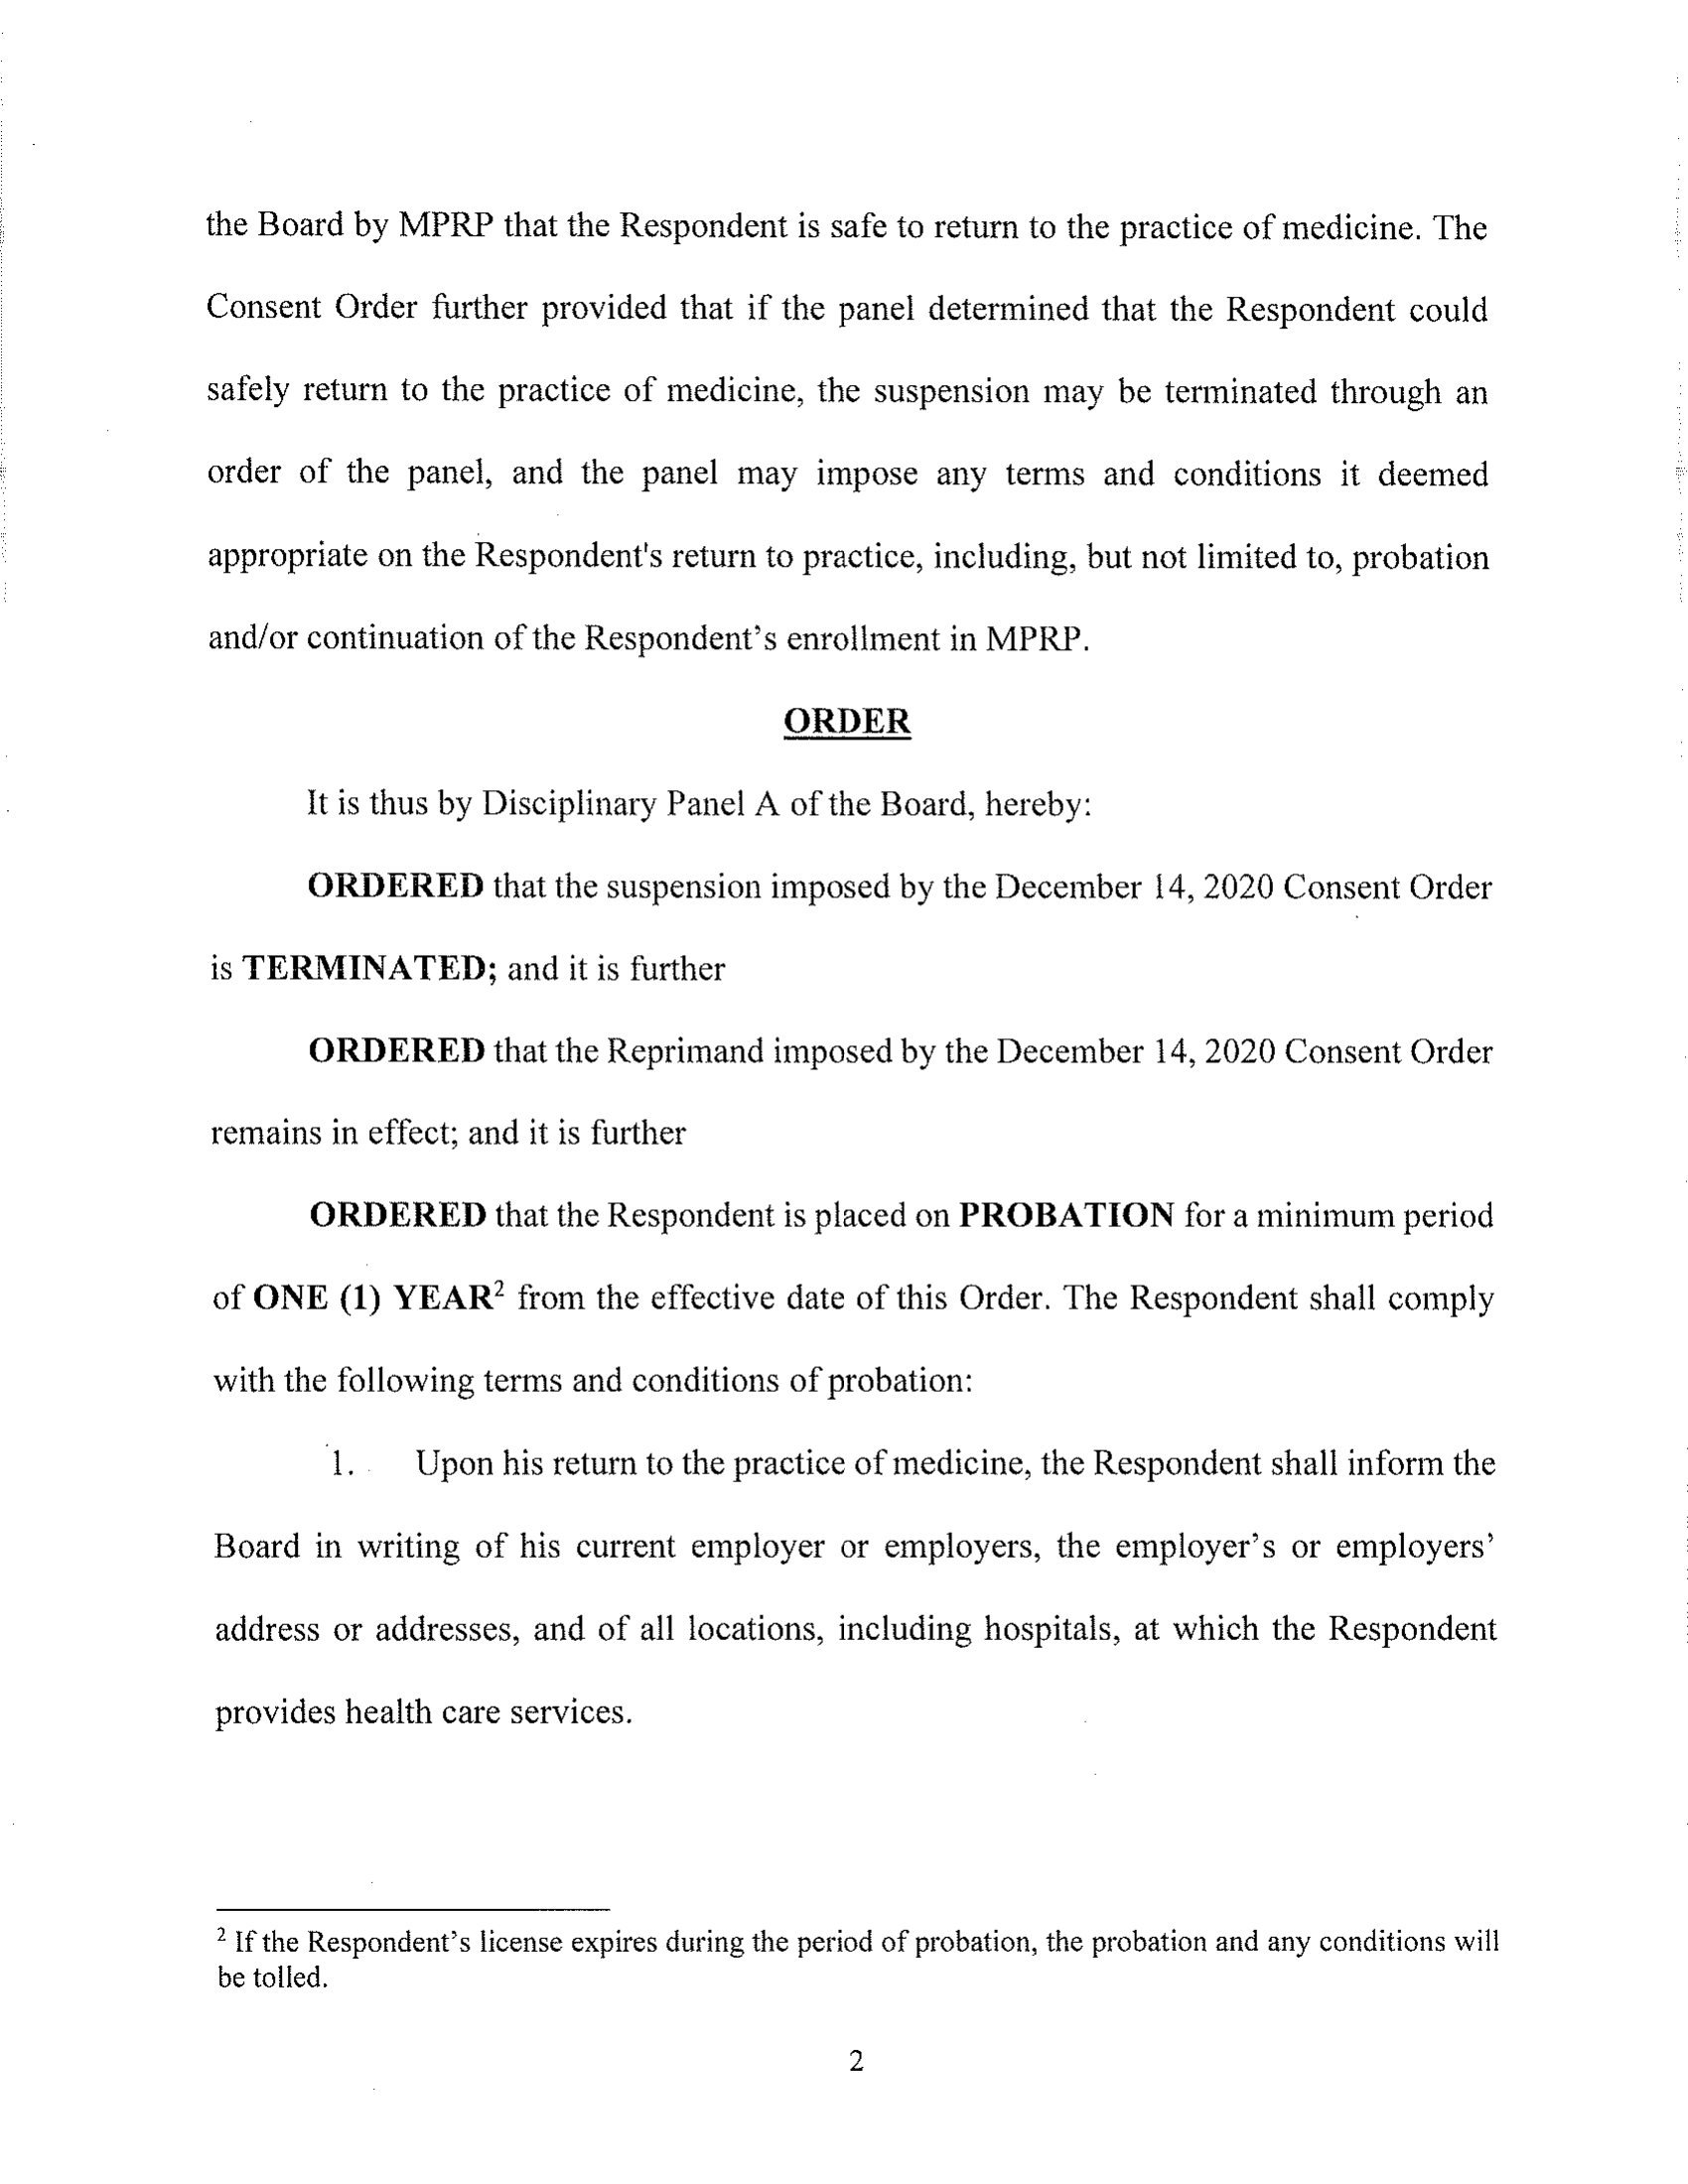 the Board by MPRP that the Respondent is safe to return to the practice of medicine. The
Consent Order further provided that if the panel determined that the Respondent could
safely return to the practice of medicine, the suspension may be terminated through an
order of the panel, and the panel may impose any terms and conditions it deemed
appropriate on the Respondent's return to practice, including, but not limited to, probation
and/or continuation of the Respondent’s enrollment in MPRP.
ORDER
It is thus by Disciplinary Panel A of the Board, hereby:
ORDERED that the suspension imposed by the December 14, 2020 Consent Order
is TERMINATED; and it is further
ORDERED that the Reprimand imposed by the December 14, 2020 Consent Order
remains in effect; and it is further
ORDERED that the Respondent is placed on PROBATION for a minimum period
of ONE (1) YEAR² from the effective date of this Order. The Respondent shall comply
with the following terms and conditions of probation:
1. Upon his return to the practice of medicine, the Respondent shall inform the
Board in writing of his current employer or employers, the employer’s or employers’
address or addresses, and of all locations, including hospitals, at which the Respondent
provides health care services.
² If the Respondent’s license expires during the period of probation, the probation and any conditions will
be tolled.
2